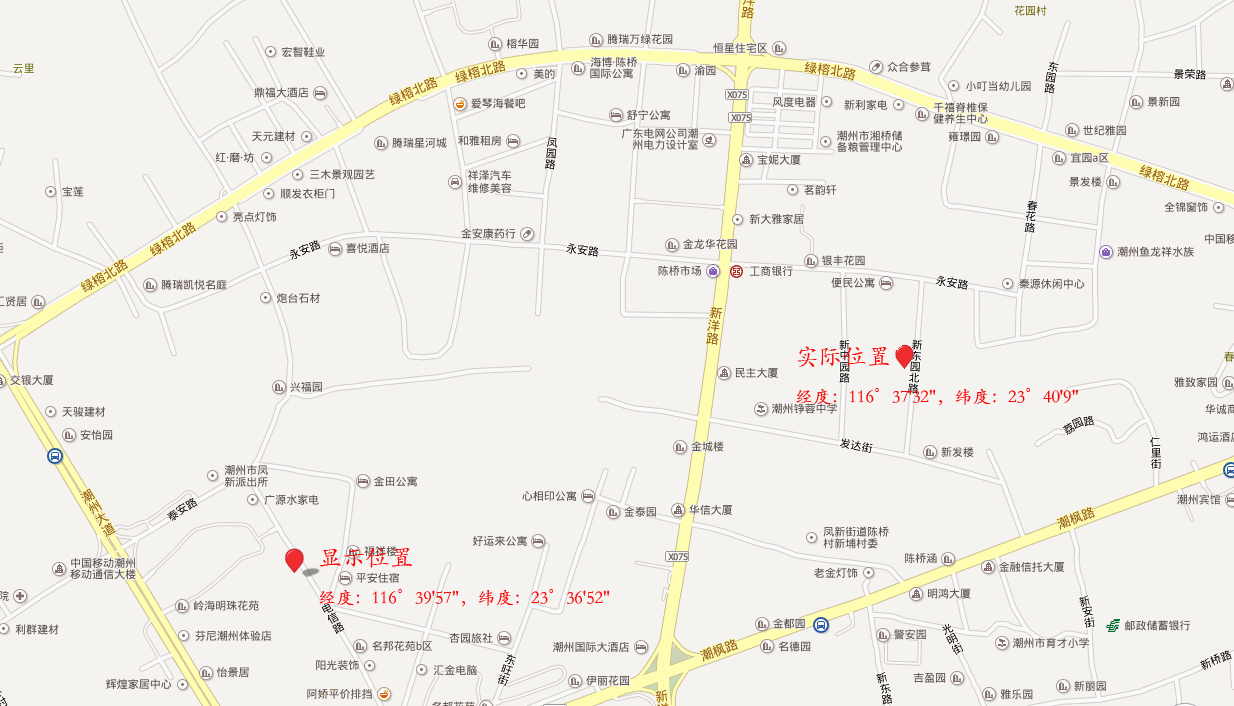 洋路
花园村
宏智鞋业
榕华园
腾瑞万绿花园
恒星住宅区
云里
绿榕北路
绿榕北路
美的
海博·陈桥
国际公寓
渝园
绿榕北路
众合参茸
东园路
景荣路
鼎福大酒店
爱琴海餐吧
X075
风度电器
新利家电
小叮当幼儿园
景新园
舒宁公寓
X075
千禧脊椎保
健养生中心
天元建材
腾瑞星河城
和雅租房
凤园路
广东电网公司潮
州电力设计室
潮州市湘桥储
备粮管理中心
雍璟园
世纪雅园
红·磨·坊
宝妮大厦
宜园a区
三木景观园艺
祥泽汽车
维修美容
景发楼
绿榕北路
宝莲
顺发衣柜门
茗韵轩
全锦窗饰
亮点灯饰
新大雅家居
春花路
绿榕北路
金安康药行
永安路
喜悦酒店
永安路
金龙华花园
潮州鱼龙祥水族
中国移
绿榕北路
陈桥市场
工商银行
银丰花园
腾瑞凯悦名庭
便民公寓
永安路
秦源休闲中心
汇贤居
炮台石材
新洋路
新中园路
实际位置
新东园北路
交银大厦
兴福园
民主大厦
雅致家园
经度：116°37'32"，纬度：23°40'9"
天骏建材
潮州铮蓉中学
华诚
安怡园
荔园路
仁里街
鸿运酒店
金城楼
发达街
新发楼
潮州市凤
新派出所
金田公寓
潮州大道
泰安路
广源水家电
心相印公寓
金泰园
华信大厦
潮州宾馆
潮枫路
好运来公寓
凤新街道陈桥
村新埔村委
福祥楼
显示位置
X075
陈桥涵
中国移动潮州
移动通信大楼
平安住宿
老金灯饰
金融信托大厦
院
经度：116°39'57"，纬度：23°36'52"
岭海明珠花苑
电信路
明鸿大厦
新安街
利群建材
芬尼潮州体验店
名邦花苑b区
杏园旅社
潮州国际大酒店
金都园
警安园
光明街
潮州市育才小学
邮政储蓄银行
名德园
潮枫路
怡景居
阳光装饰
汇金电脑
东旺街
新桥路
辉煌家居中心
伊丽花园
新东路
吉盈园
新丽园
阿娇平价排挡
雅乐园
名邦花苑
新